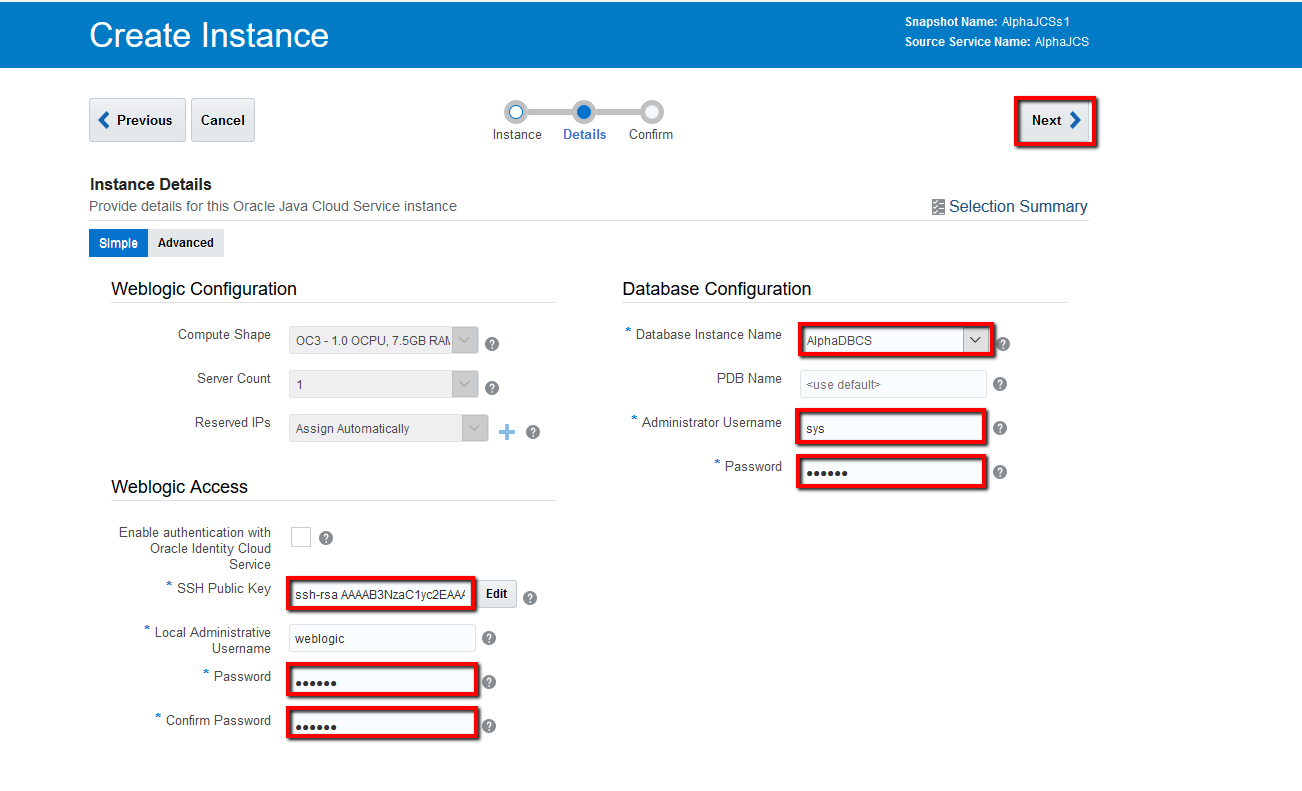 Create Instance
Snapshot Name: AlphaJCSs1
Source Service Name: AlphaJCS
Previous
Cancel
Instance
Details
Confirm
Next
Instance Details
Provide details for this Oracle Java Cloud Service instance
Selection Summary
Simple
Advanced
Weblogic Configuration
Compute Shape
OC3 - 1.0 OCPU, 7.5GB RAM
?
Server Count
1
?
Reserved IPs
Assign Automatically
?
Weblogic Access
Enable authentication with
Oracle Identity Cloud
Service
?
* SSH Public Key
ssh-rsa AAAAB3NzaC1yc2EAAA
Edit
?
* Local Administrative
Username
weblogic
?
* Password
••••••
?
* Confirm Password
••••••
?
Database Configuration
* Database Instance Name
AlphaDBCS
?
PDB Name
<use default>
?
* Administrator Username
sys
?
* Password
••••••
?